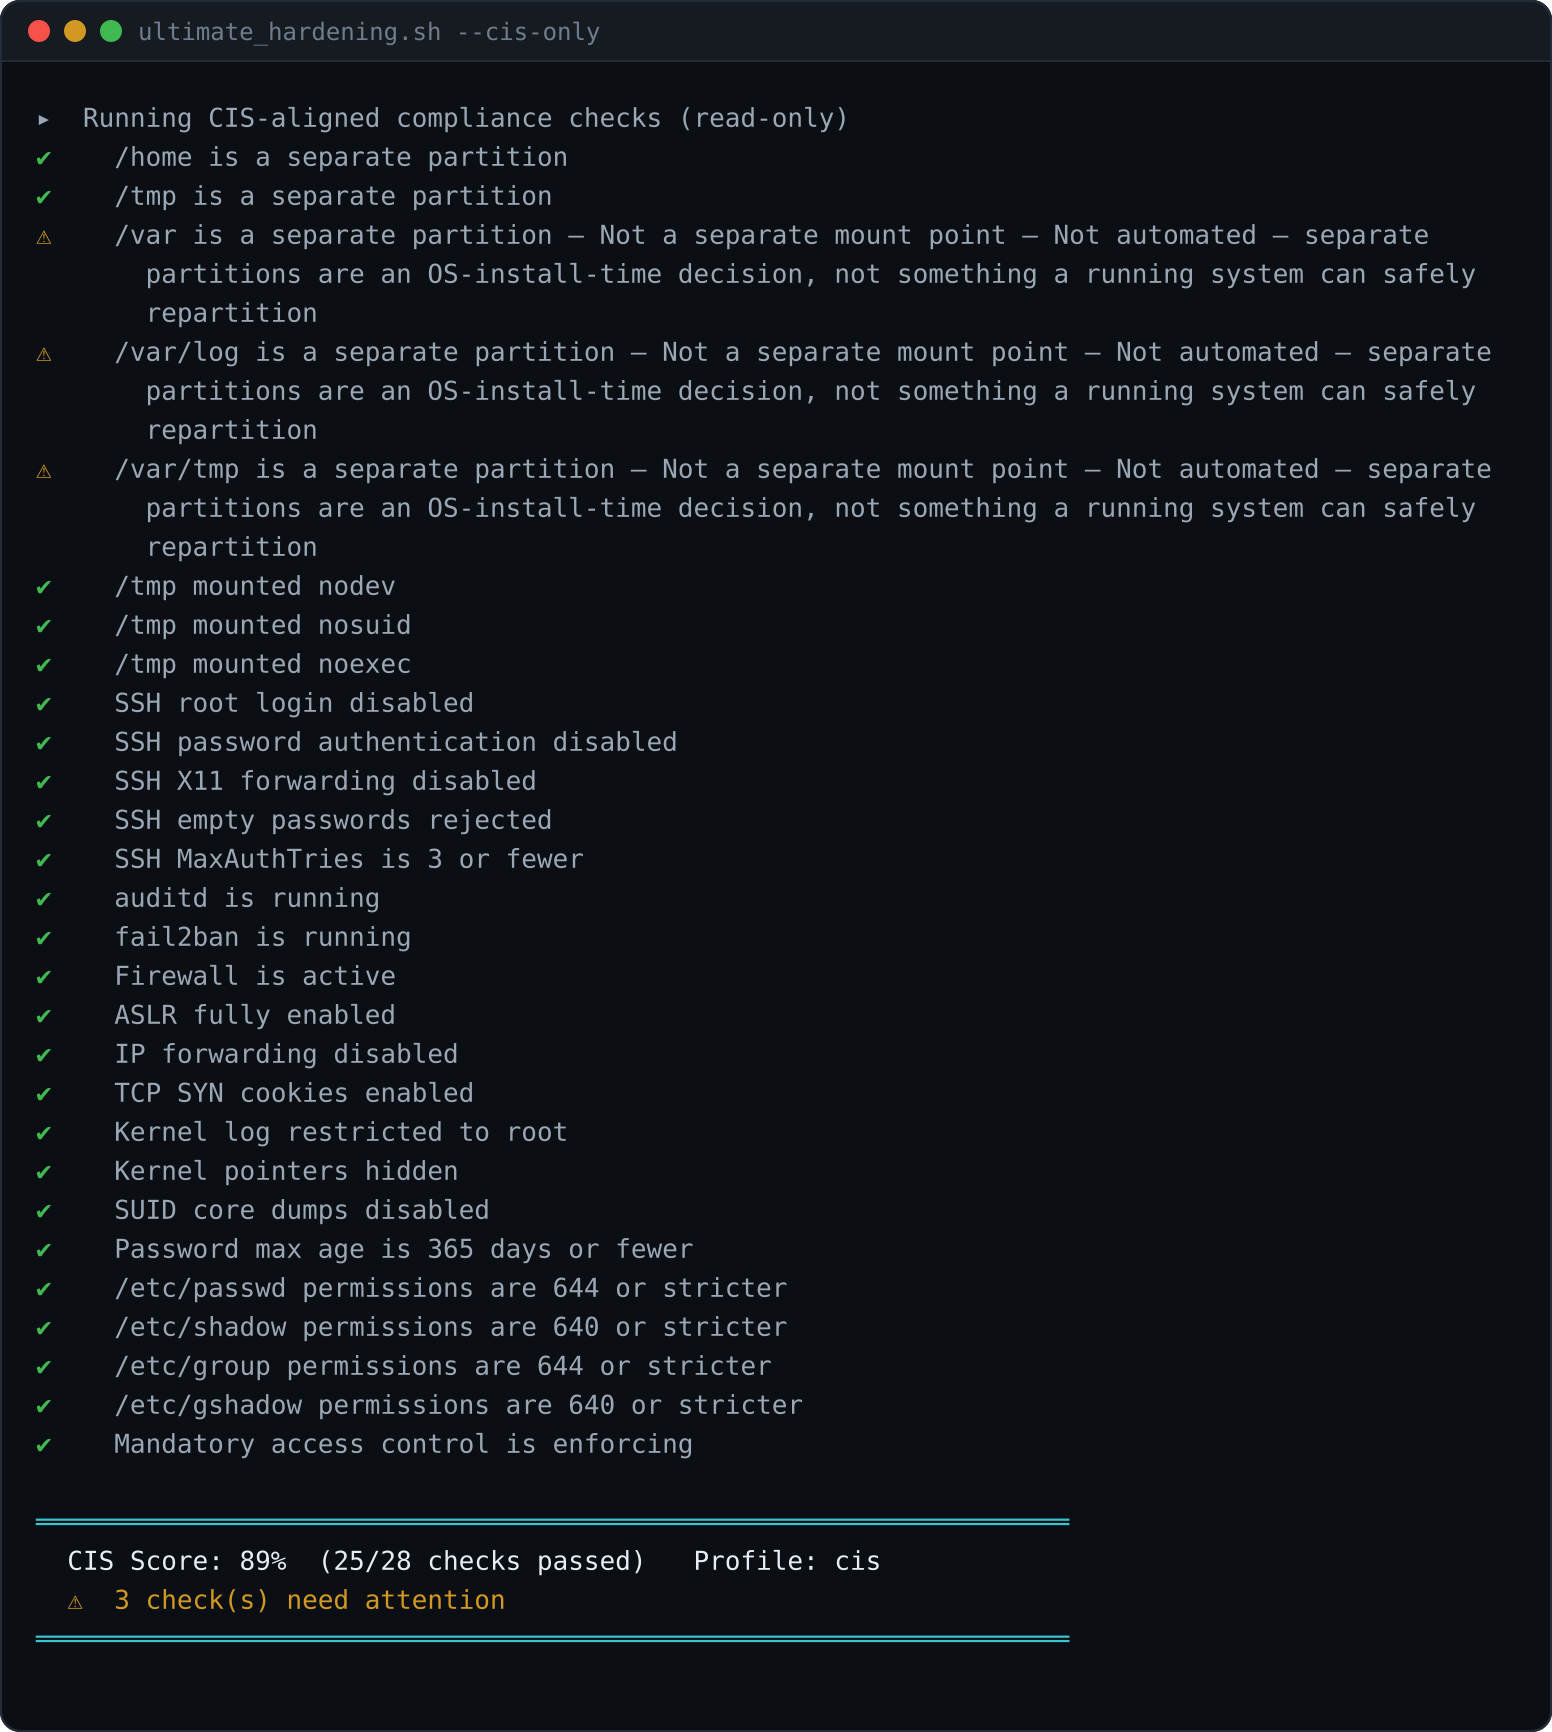 ultimate_hardening.sh --cis-only
▸ Running CIS-aligned compliance checks (read-only)
✔ /home is a separate partition
✔ /tmp is a separate partition
⚠ /var is a separate partition — Not a separate mount point — Not automated — separate
partitions are an OS-install-time decision, not something a running system can safely
repartition
⚠ /var/log is a separate partition — Not a separate mount point — Not automated — separate
partitions are an OS-install-time decision, not something a running system can safely
repartition
⚠ /var/tmp is a separate partition — Not a separate mount point — Not automated — separate
partitions are an OS-install-time decision, not something a running system can safely
repartition
✔ /tmp mounted nodev
✔ /tmp mounted nosuid
✔ /tmp mounted noexec
✔ SSH root login disabled
✔ SSH password authentication disabled
✔ SSH X11 forwarding disabled
✔ SSH empty passwords rejected
✔ SSH MaxAuthTries is 3 or fewer
✔ auditd is running
✔ fail2ban is running
✔ Firewall is active
✔ ASLR fully enabled
✔ IP forwarding disabled
✔ TCP SYN cookies enabled
✔ Kernel log restricted to root
✔ Kernel pointers hidden
✔ SUID core dumps disabled
✔ Password max age is 365 days or fewer
✔ /etc/passwd permissions are 644 or stricter
✔ /etc/shadow permissions are 640 or stricter
✔ /etc/group permissions are 644 or stricter
✔ /etc/gshadow permissions are 640 or stricter
✔ Mandatory access control is enforcing
CIS Score: 89% (25/28 checks passed) Profile: cis
⚠ 3 check(s) need attention